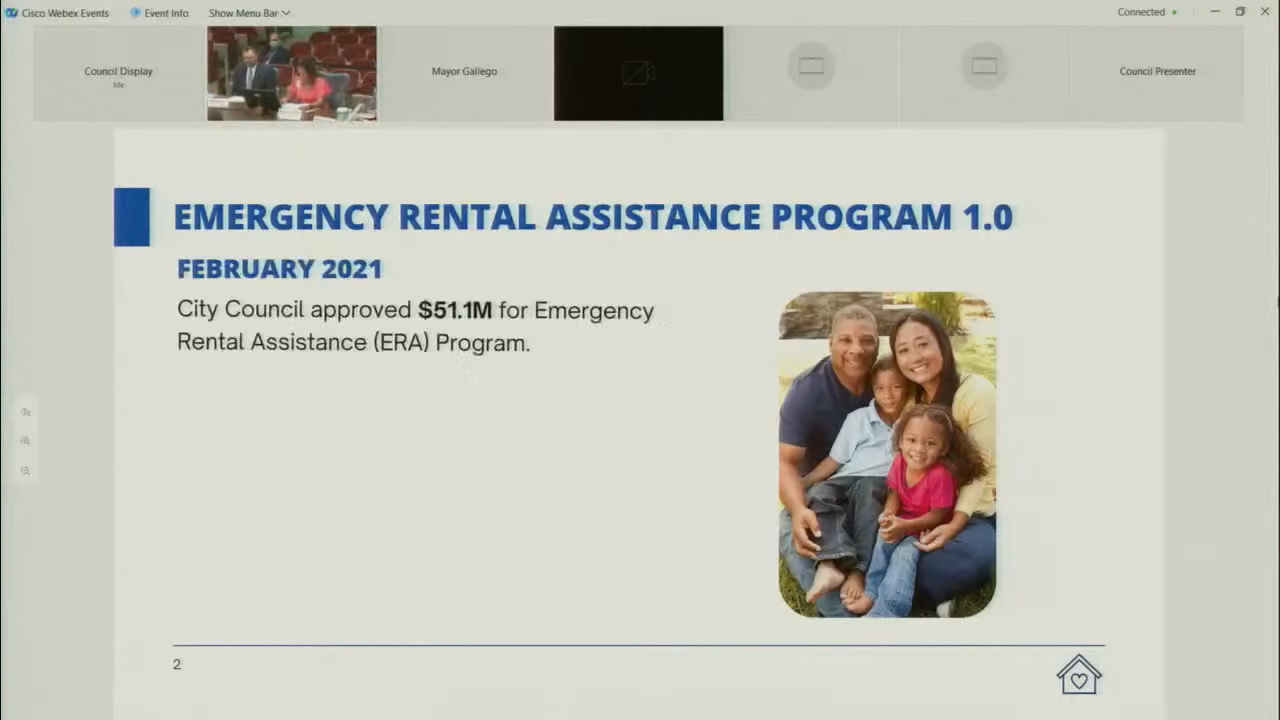 Cisco Webex Events
Event Info
Show Menu Bar
Connected
Council Display
Me
Mayor Gallego
Council Presenter
EMERGENCY RENTAL ASSISTANCE PROGRAM 1.0
FEBRUARY 2021
City Council approved $51.1M for Emergency
Rental Assistance (ERA) Program.
2